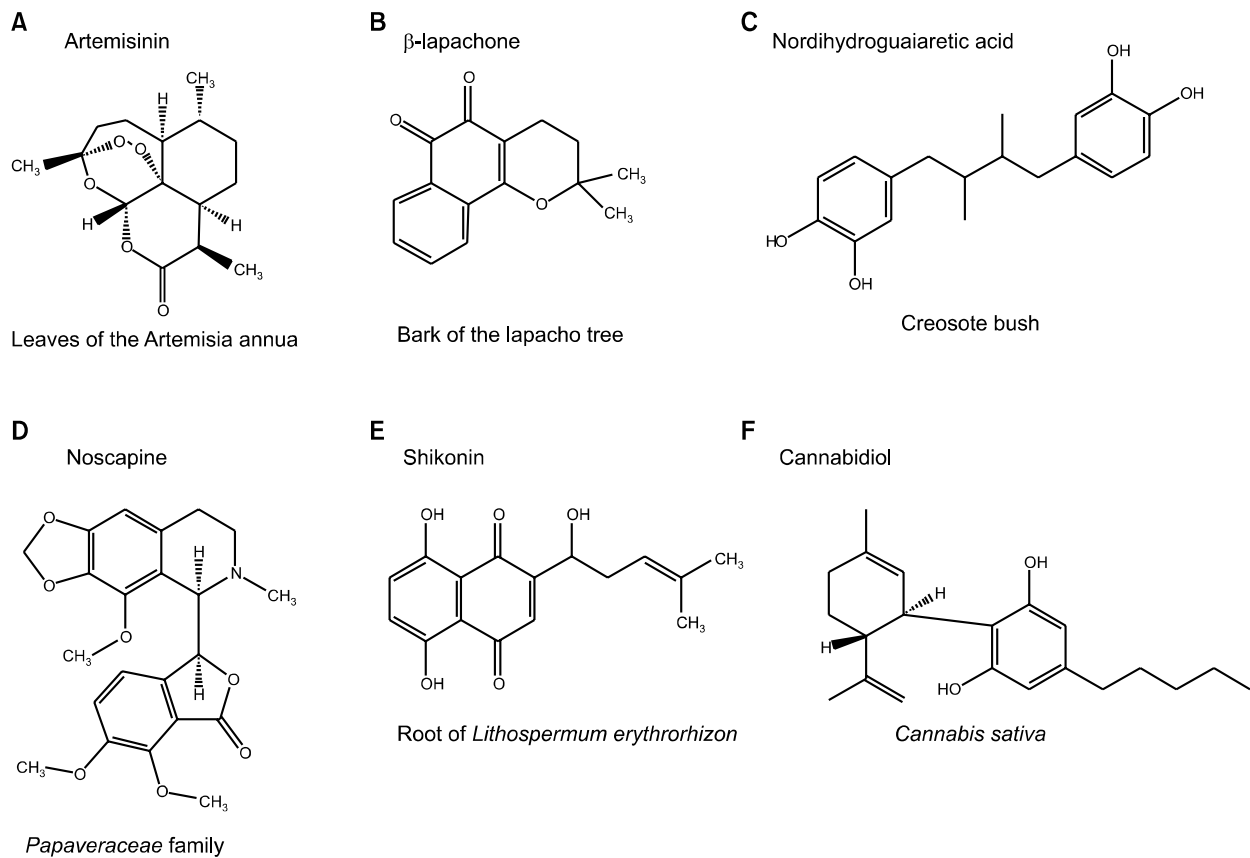 A
Artemisinin
CH3
H
CH3
O
O
O
H
H
O
CH3
O
Leaves of the Artemisia annua
B
β-lapachone
O
O
CH3
O
CH3
Bark of the lapacho tree
C
Nordihydroguaiaretic acid
OH
OH
HO
OH
Creosote bush
D
Noscapine
O
H
O
N
CH3
O
CH3
H
O
O
CH3
O
O
CH3
Papaveraceae family
E
Shikonin
OH
O
OH
CH3
CH3
OH
O
Root of Lithospermum erythrorhizon
F
Cannabidiol
OH
H
H
HO
Cannabis sativa